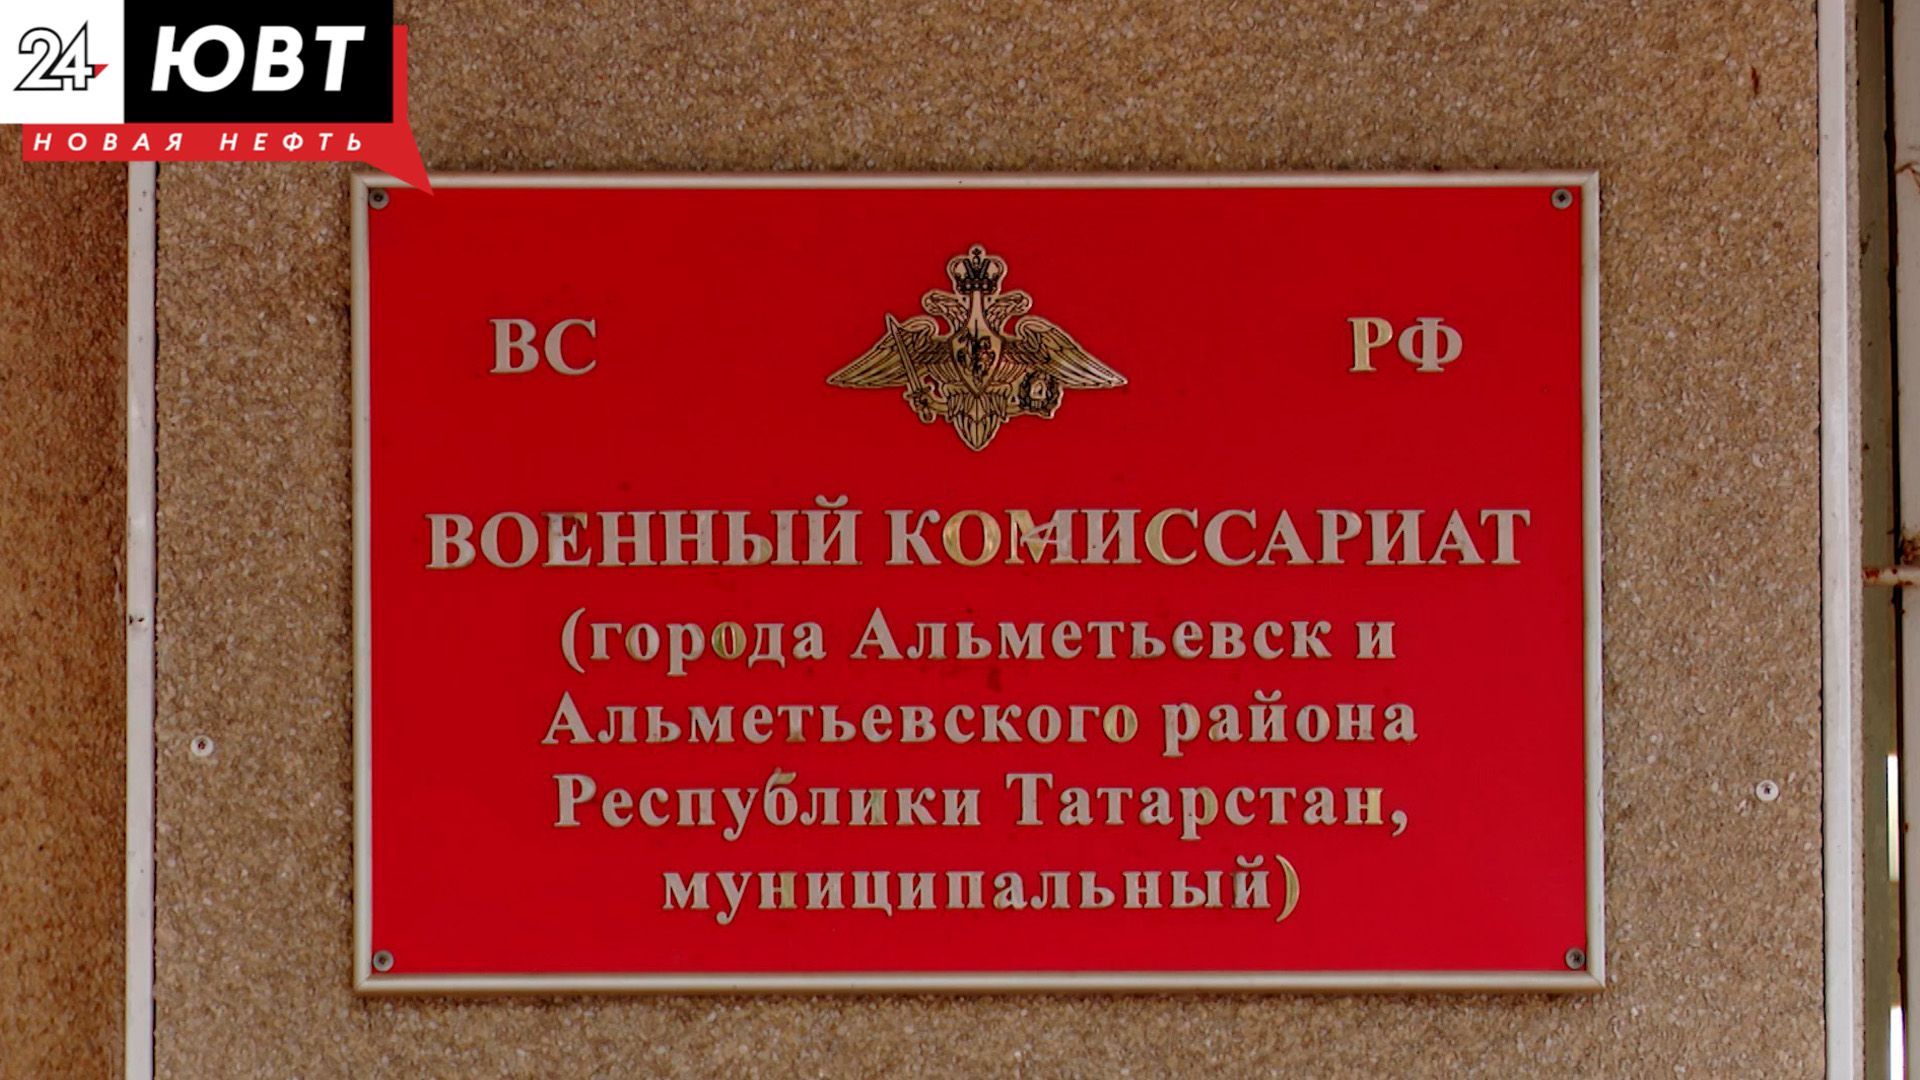 24 ЮВТ
НОВАЯ НЕФТЬ
ВС РФ
ВОЕННЫЙ КОМИССАРИАТ
(города Альметьевск и
Альметьевского района
Республики Татарстан,
муниципальный)